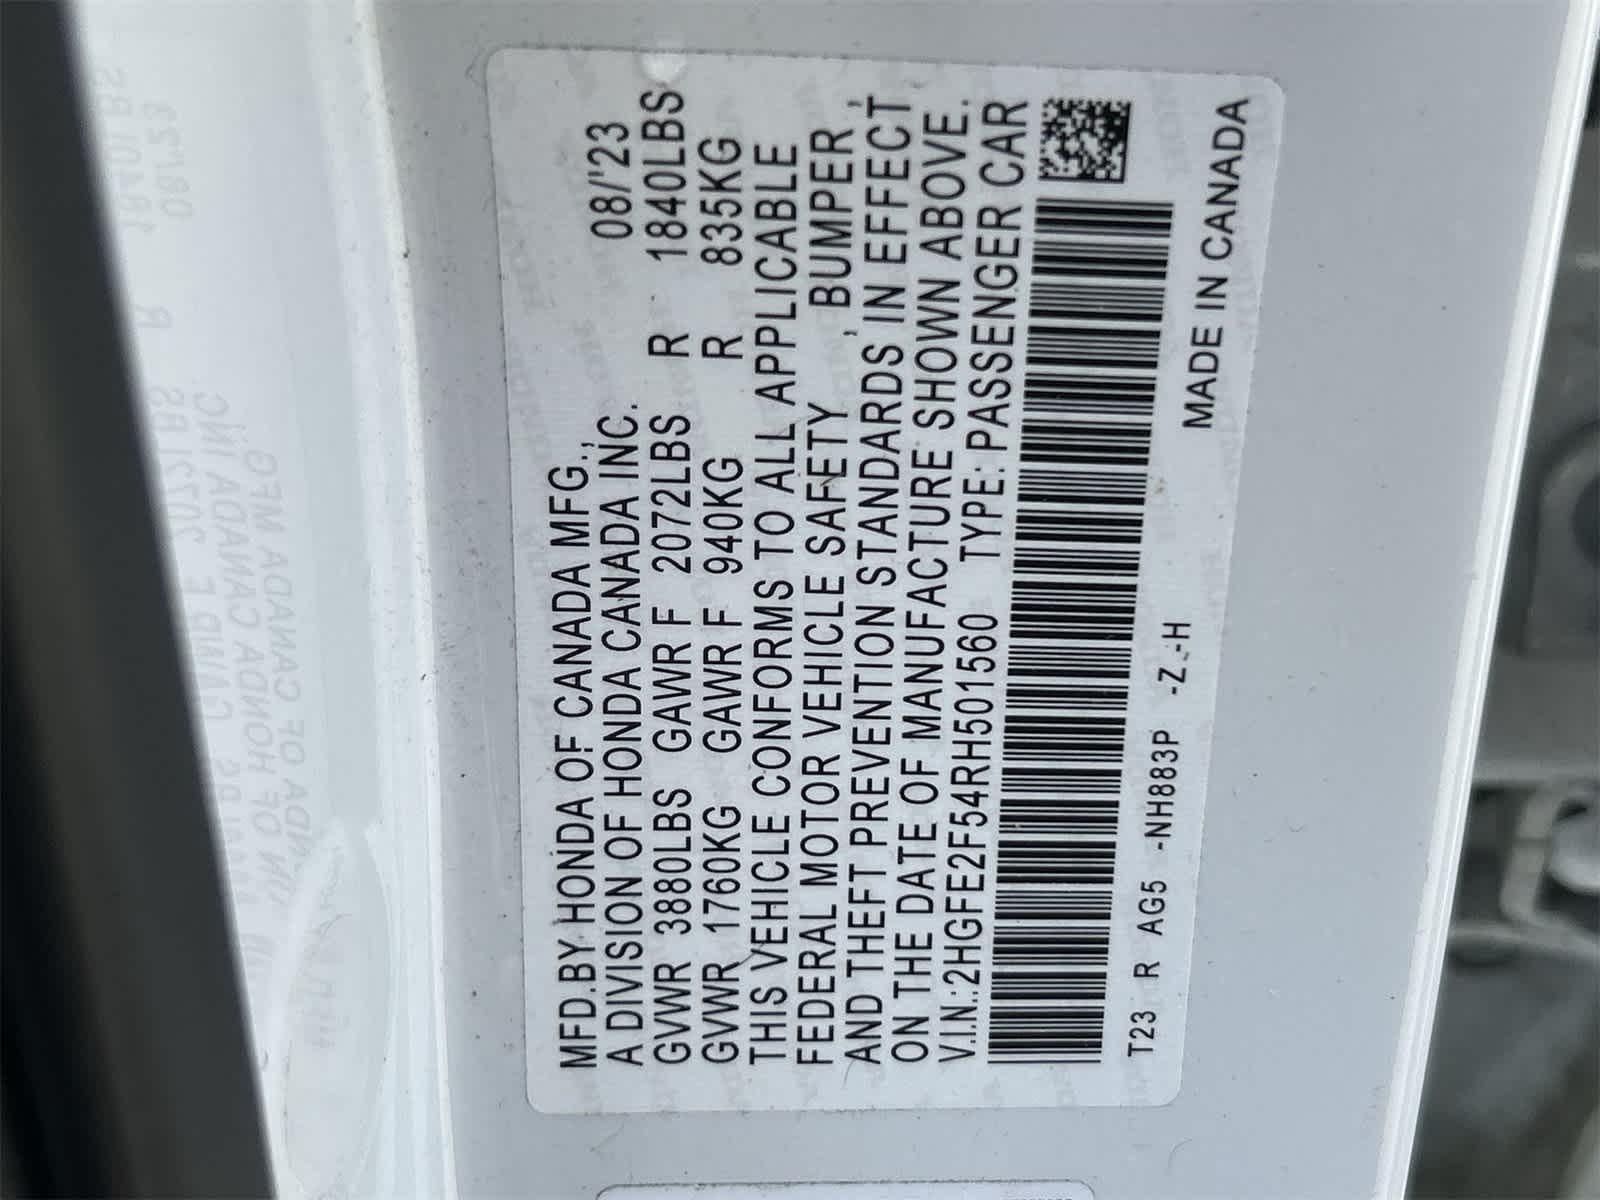 MFD.BY HONDA OF CANADA MFG., 08/'23
A DIVISION OF HONDA CANADA INC.
GVWR 3880LBS GAWR F 2072LBS R 1840LBS
GVWR 1760KG GAWR F 940KG R 835KG
THIS VEHICLE CONFORMS TO ALL APPLICABLE
FEDERAL MOTOR VEHICLE SAFETY , BUMPER ,
AND THEFT PREVENTION STANDARDS IN EFFECT
ON THE DATE OF MANUFACTURE SHOWN ABOVE.
V.I.N.:2HGFE2F54RH501560 TYPE: PASSENGER CAR
T23 R AG5 -NH883P -Z.-H MADE IN CANADA